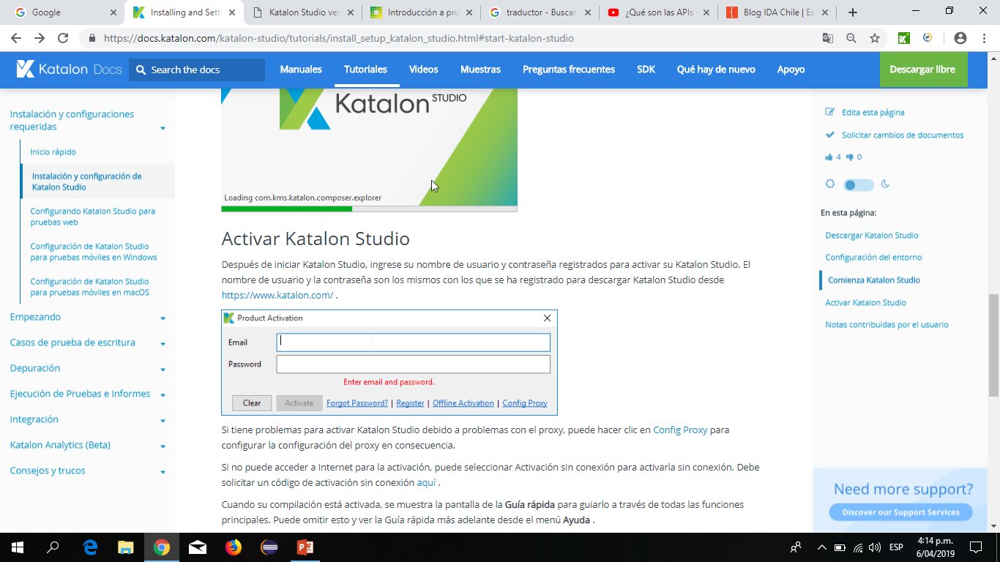 Google
Installing and Sett
Katalon Studio ver
Introducción a pru
traductor - Buscar
¿Qué son las APIs
Blog IDA Chile | Es
https://docs.katalon.com/katalon-studio/tutorials/install_setup_katalon_studio.html#start-katalon-studio
Katalon Docs
Search the docs
Manuales
Tutoriales
Videos
Muestras
Preguntas frecuentes
SDK
Qué hay de nuevo
Apoyo
Descargar libre
Instalación y configuraciones
requeridas
Inicio rápido
Instalación y configuración de
Katalon Studio
Configurando Katalon Studio para
pruebas web
Configuración de Katalon Studio
para pruebas móviles en Windows
Configuración de Katalon Studio
para pruebas móviles en macOS
Empezando
Casos de prueba de escritura
Depuración
Ejecución de Pruebas e Informes
Integración
Katalon Analytics (Beta)
Consejos y trucos
Katalon STUDIO
Loading com.kms.katalon.composer.explorer
Activar Katalon Studio
Después de iniciar Katalon Studio, ingrese su nombre de usuario y contraseña registrados para activar su Katalon Studio. El
nombre de usuario y la contraseña son los mismos con los que se ha registrado para descargar Katalon Studio desde
https://www.katalon.com/ .
Product Activation
Email
Password
Enter email and password.
Clear
Activate
Forgot Password? | Register | Offline Activation | Config Proxy
Si tiene problemas para activar Katalon Studio debido a problemas con el proxy, puede hacer clic en Config Proxy para
configurar la configuración del proxy en consecuencia.
Si no puede acceder a Internet para la activación, puede seleccionar Activación sin conexión para activarla sin conexión. Debe
solicitar un código de activación sin conexión aquí .
Cuando su compilación está activada, se muestra la pantalla de la Guía rápida para guiarlo a través de todas las funciones
principales. Puede omitir esto y ver la Guía rápida más adelante desde el menú Ayuda .
Edita esta página
Solicitar cambios de documentos
4
0
En esta página:
Descargar Katalon Studio
Configuración del entorno
Comienza Katalon Studio
Activar Katalon Studio
Notas contribuidas por el usuario
Need more support?
Discover our Support Services
ESP
4:14 p.m.
6/04/2019